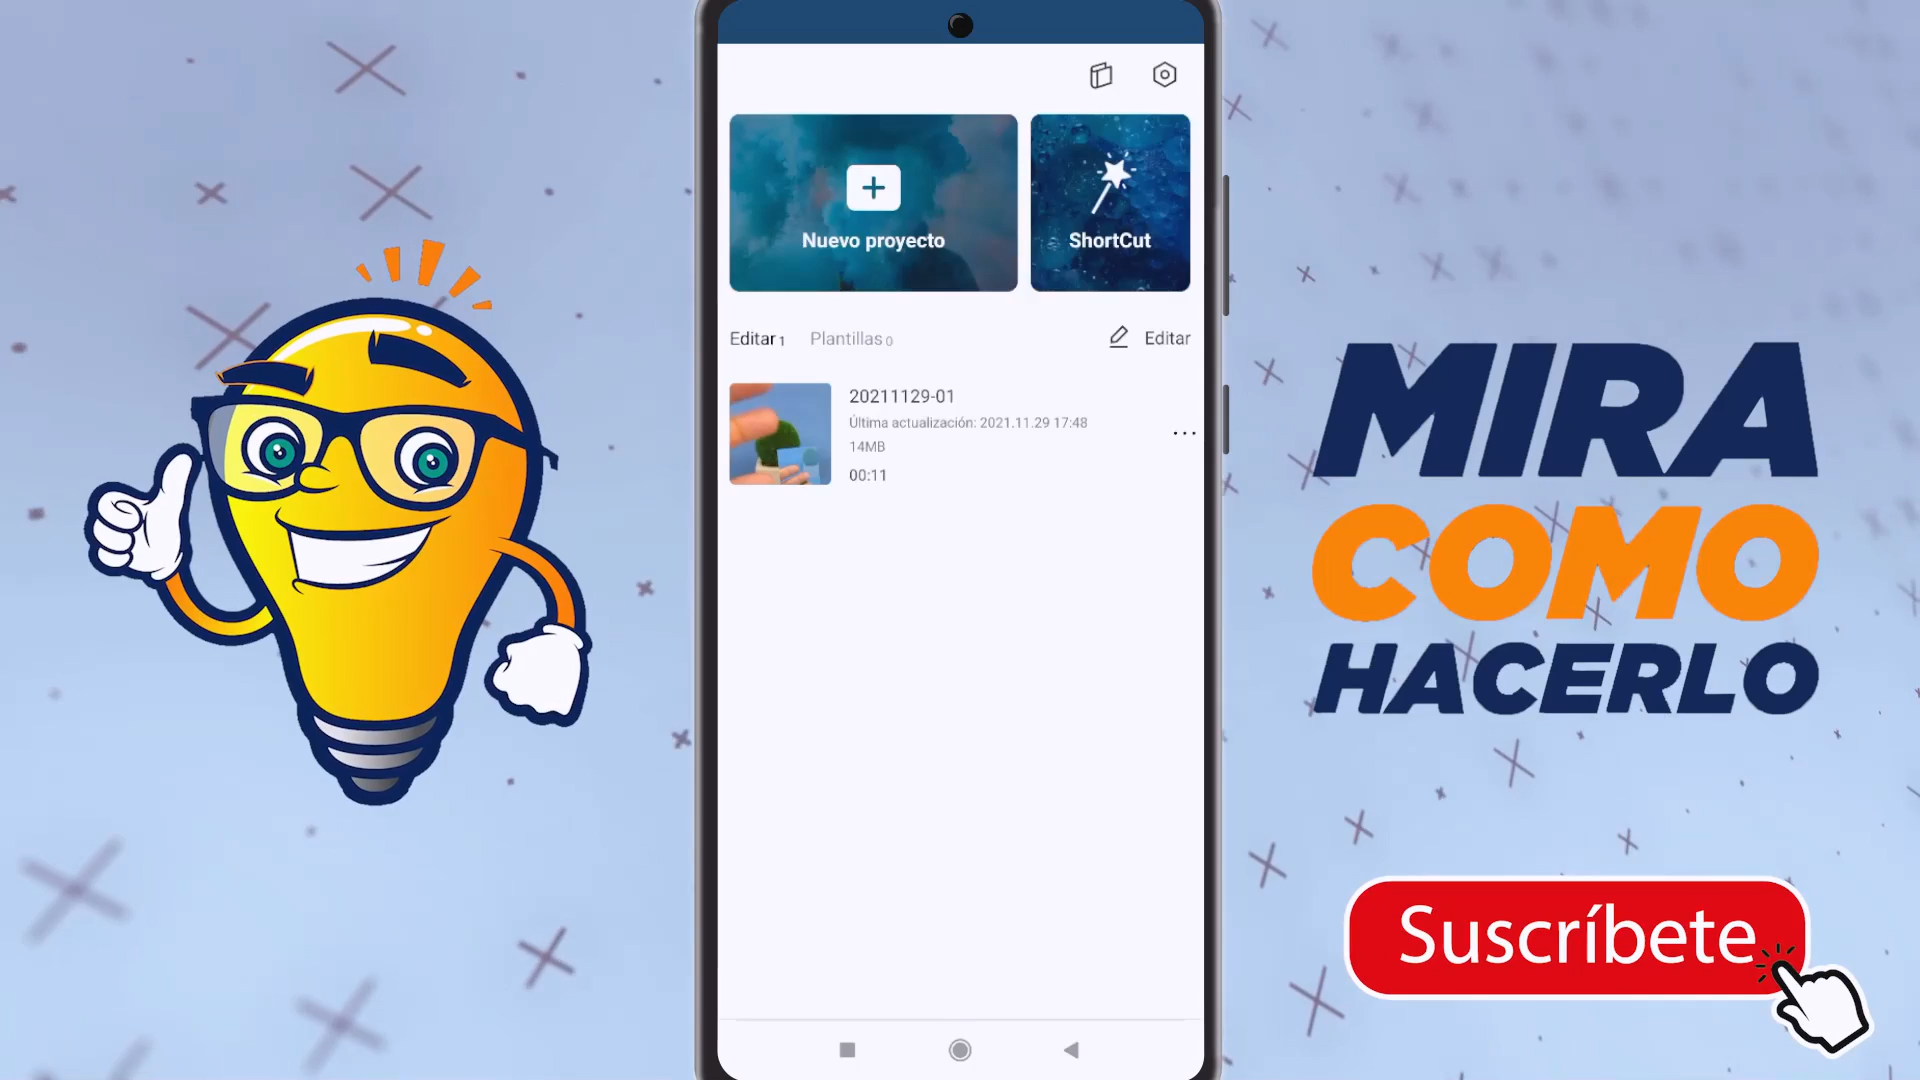 Nuevo proyecto
ShortCut
Editar 1
Plantillas 0
Editar
20211129-01
Última actualización: 2021.11.29 17:48
14MB
00:11
MIRA
COMO
HACERLO
Suscríbete